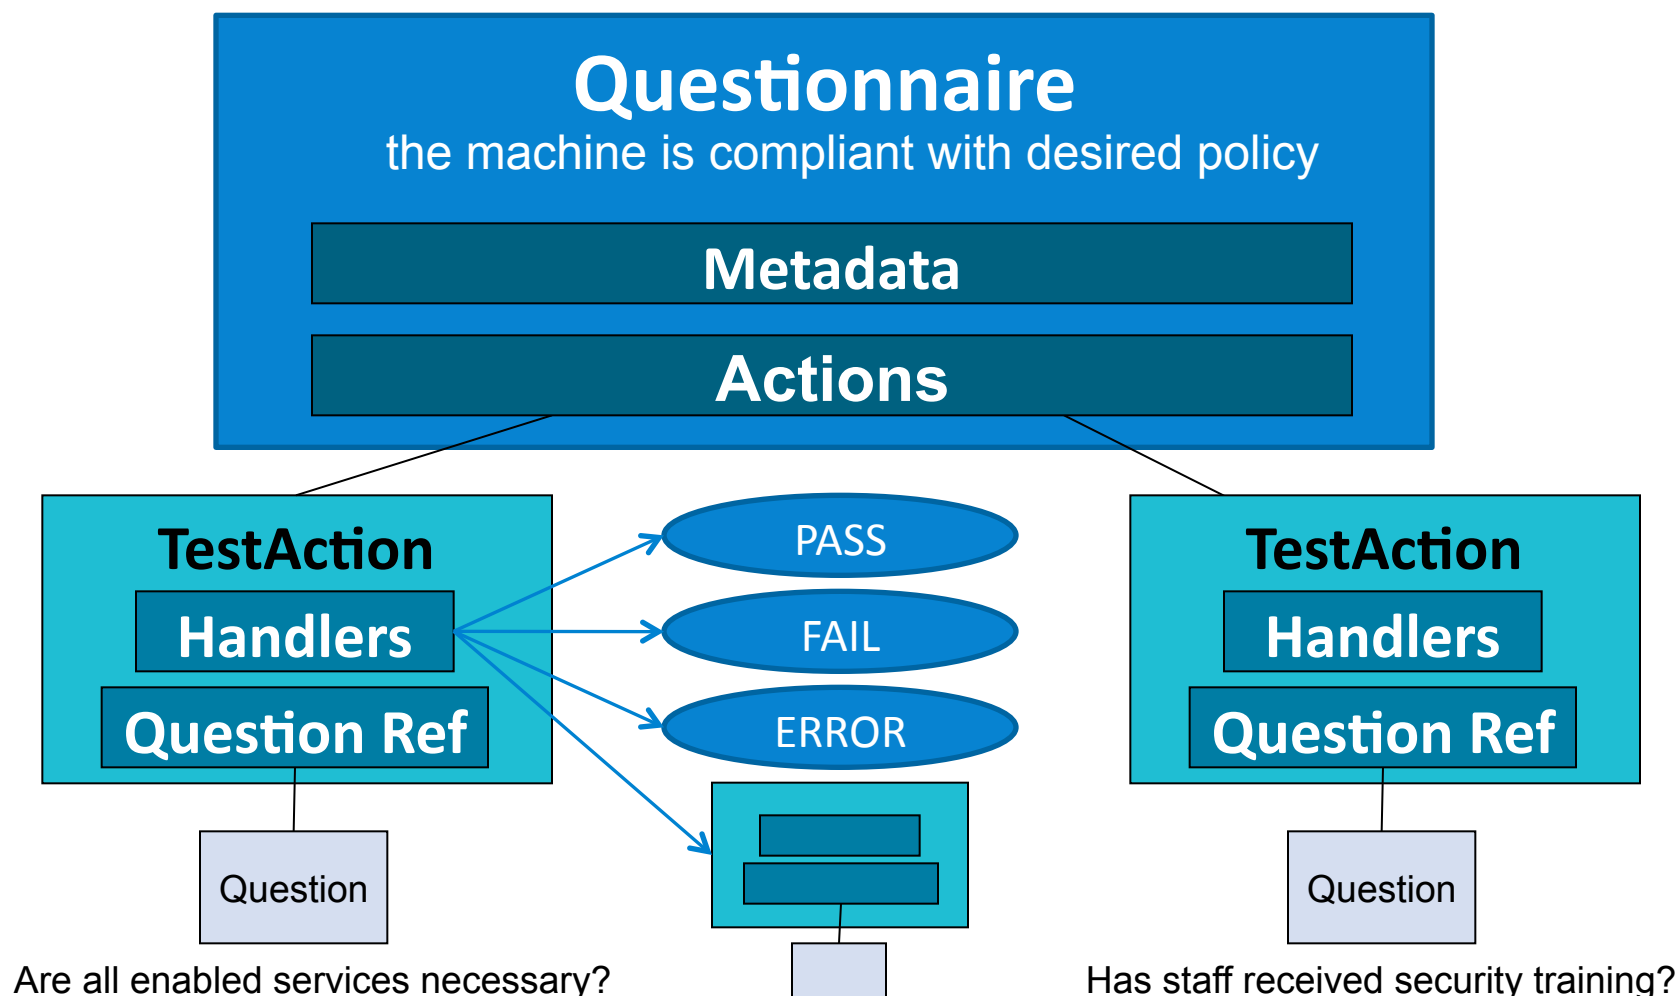 Questionnaire
the machine is compliant with desired policy
Metadata
Actions
TestAction
Handlers
Question Ref
Question
Are all enabled services necessary?
PASS
FAIL
ERROR
TestAction
Handlers
Question Ref
Question
Has staff received security training?